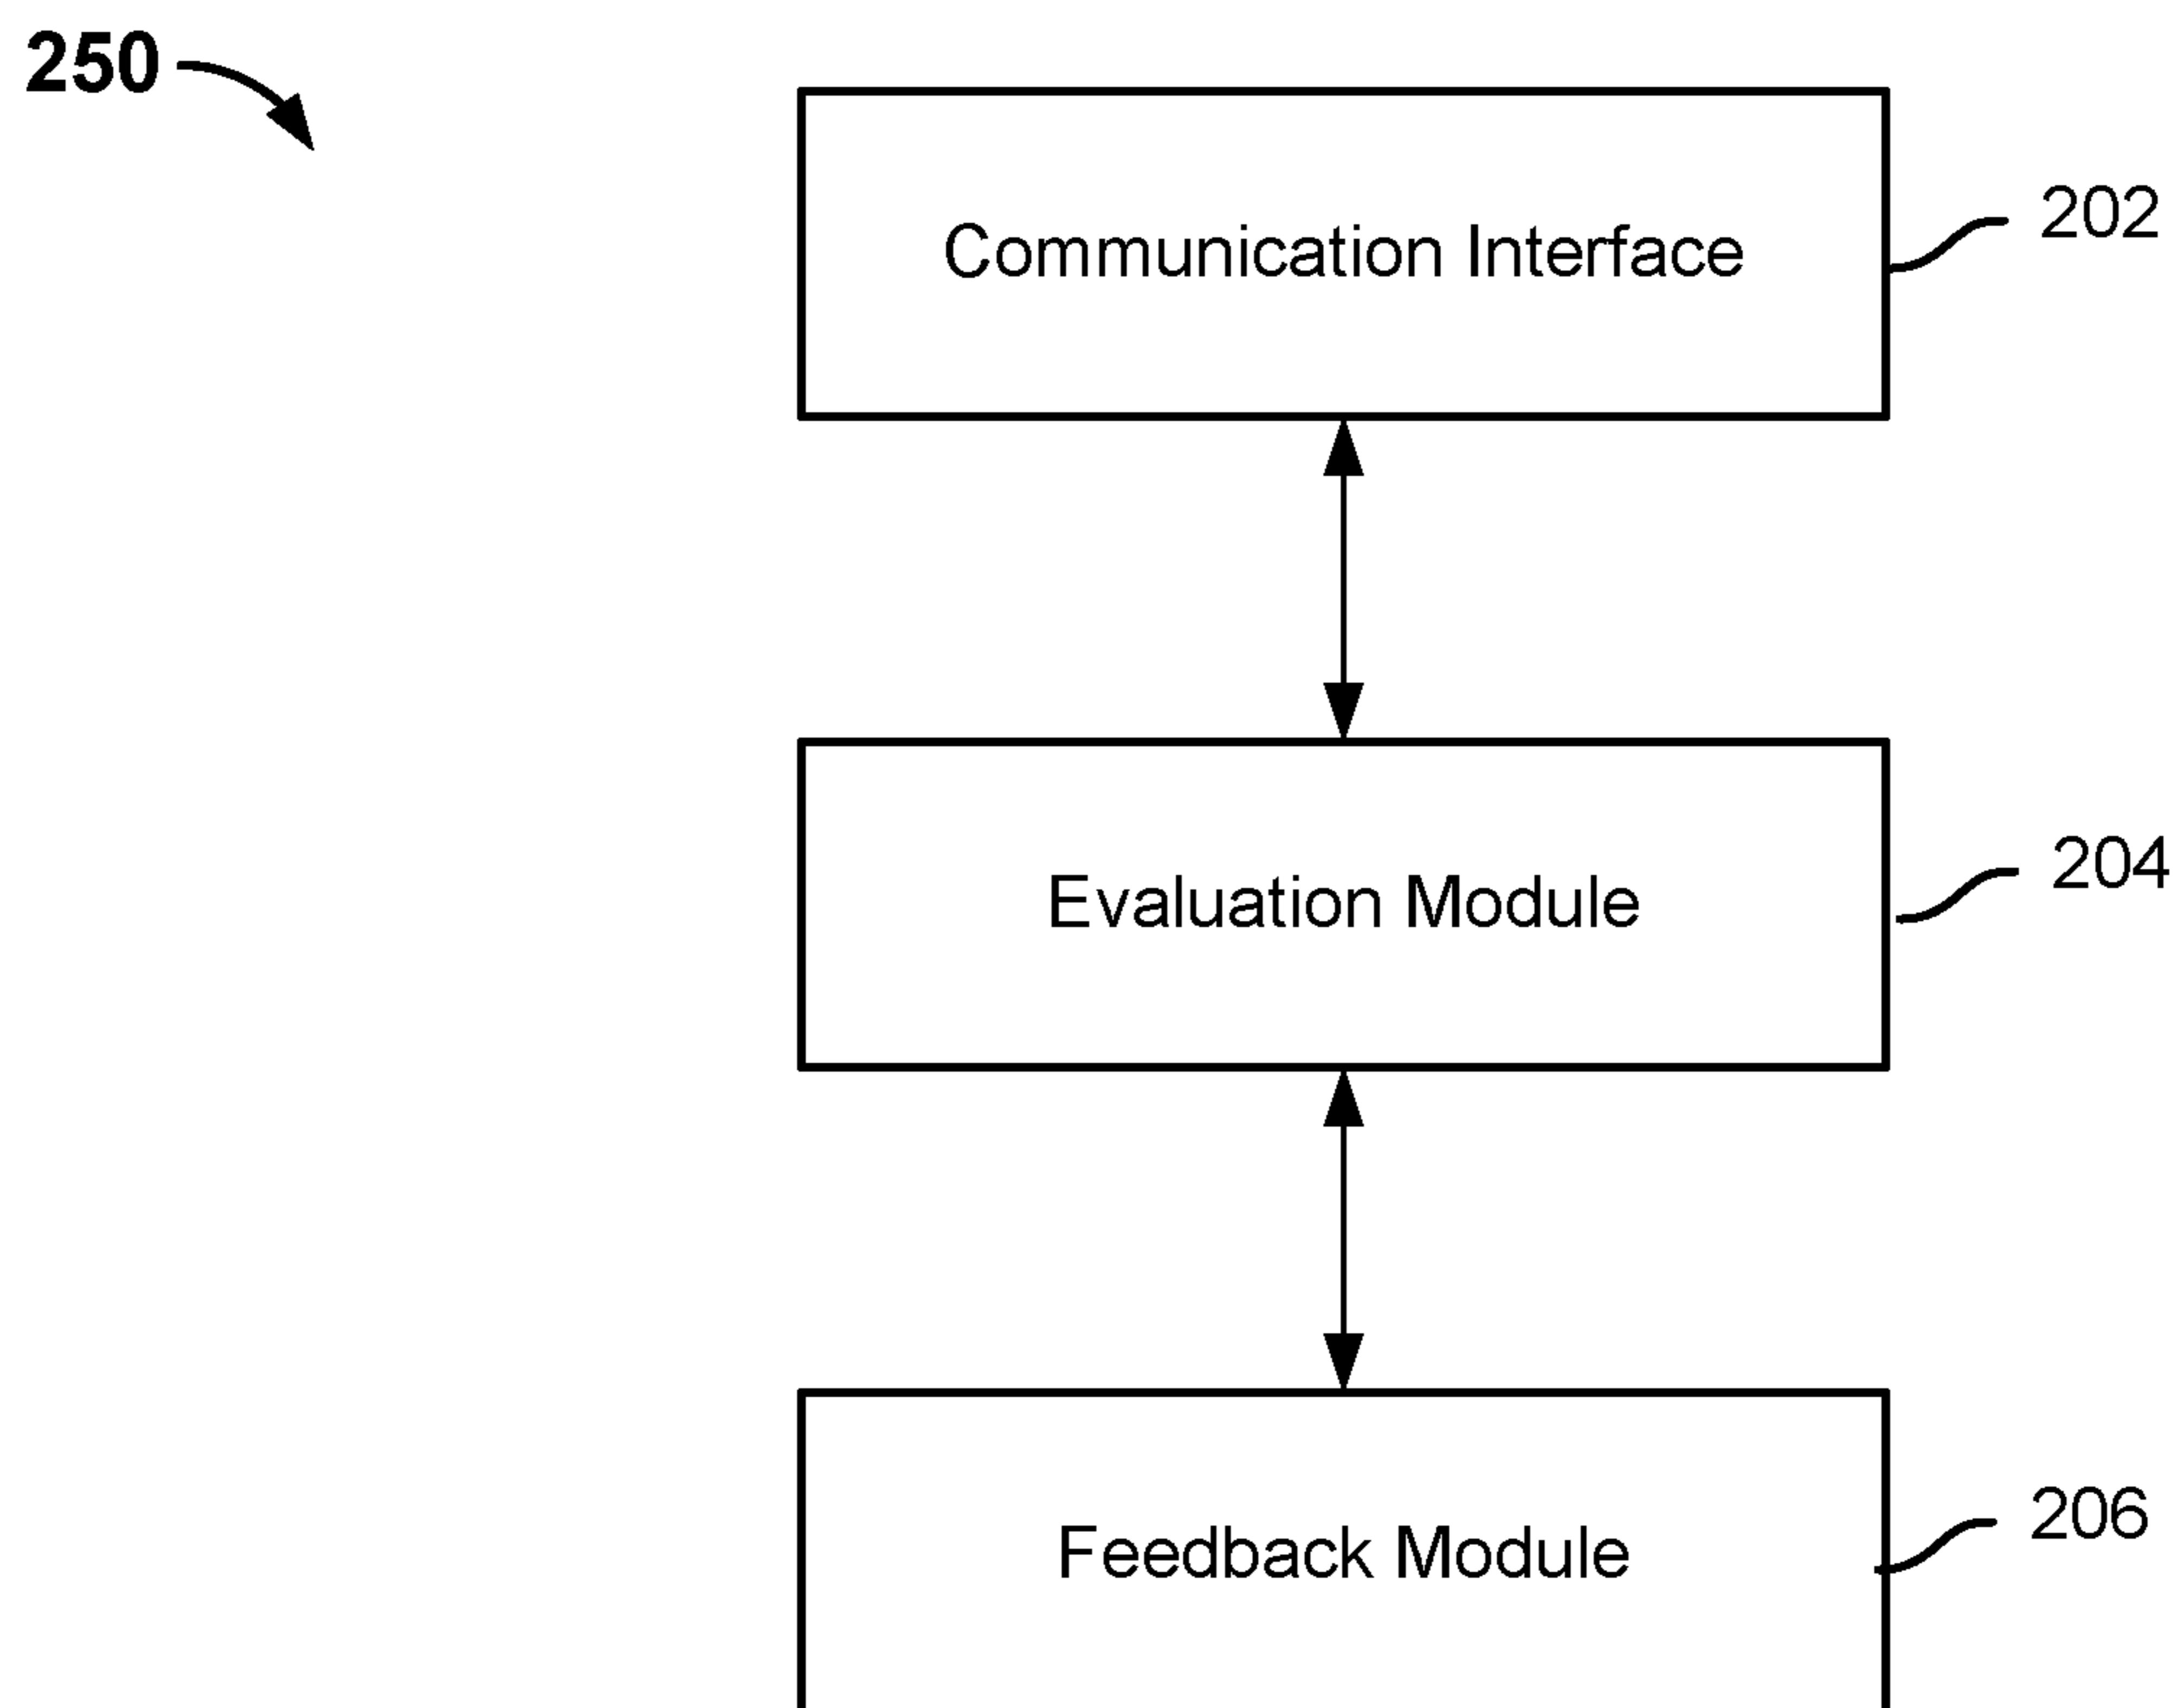 250
Communication Interface
202
Evaluation Module
204
Feedback Module
206